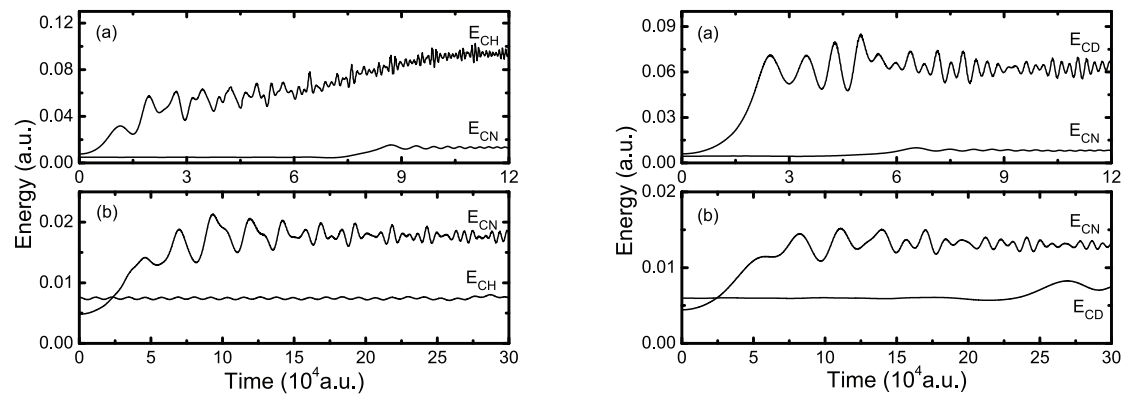 (a)
E_CH
E_CN
0.12
0.08
0.04
0.00
0 3 6 9 12
(b)
E_CN
E_CH
0.02
0.01
0.00
0 5 10 15 20 25 30
Energy (a.u.)
Time (10^4 a.u.)
(a)
E_CD
E_CN
0.09
0.06
0.03
0.00
0 3 6 9 12
(b)
E_CN
E_CD
0.02
0.01
0.00
0 5 10 15 20 25 30
Energy (a.u.)
Time (10^4 a.u.)